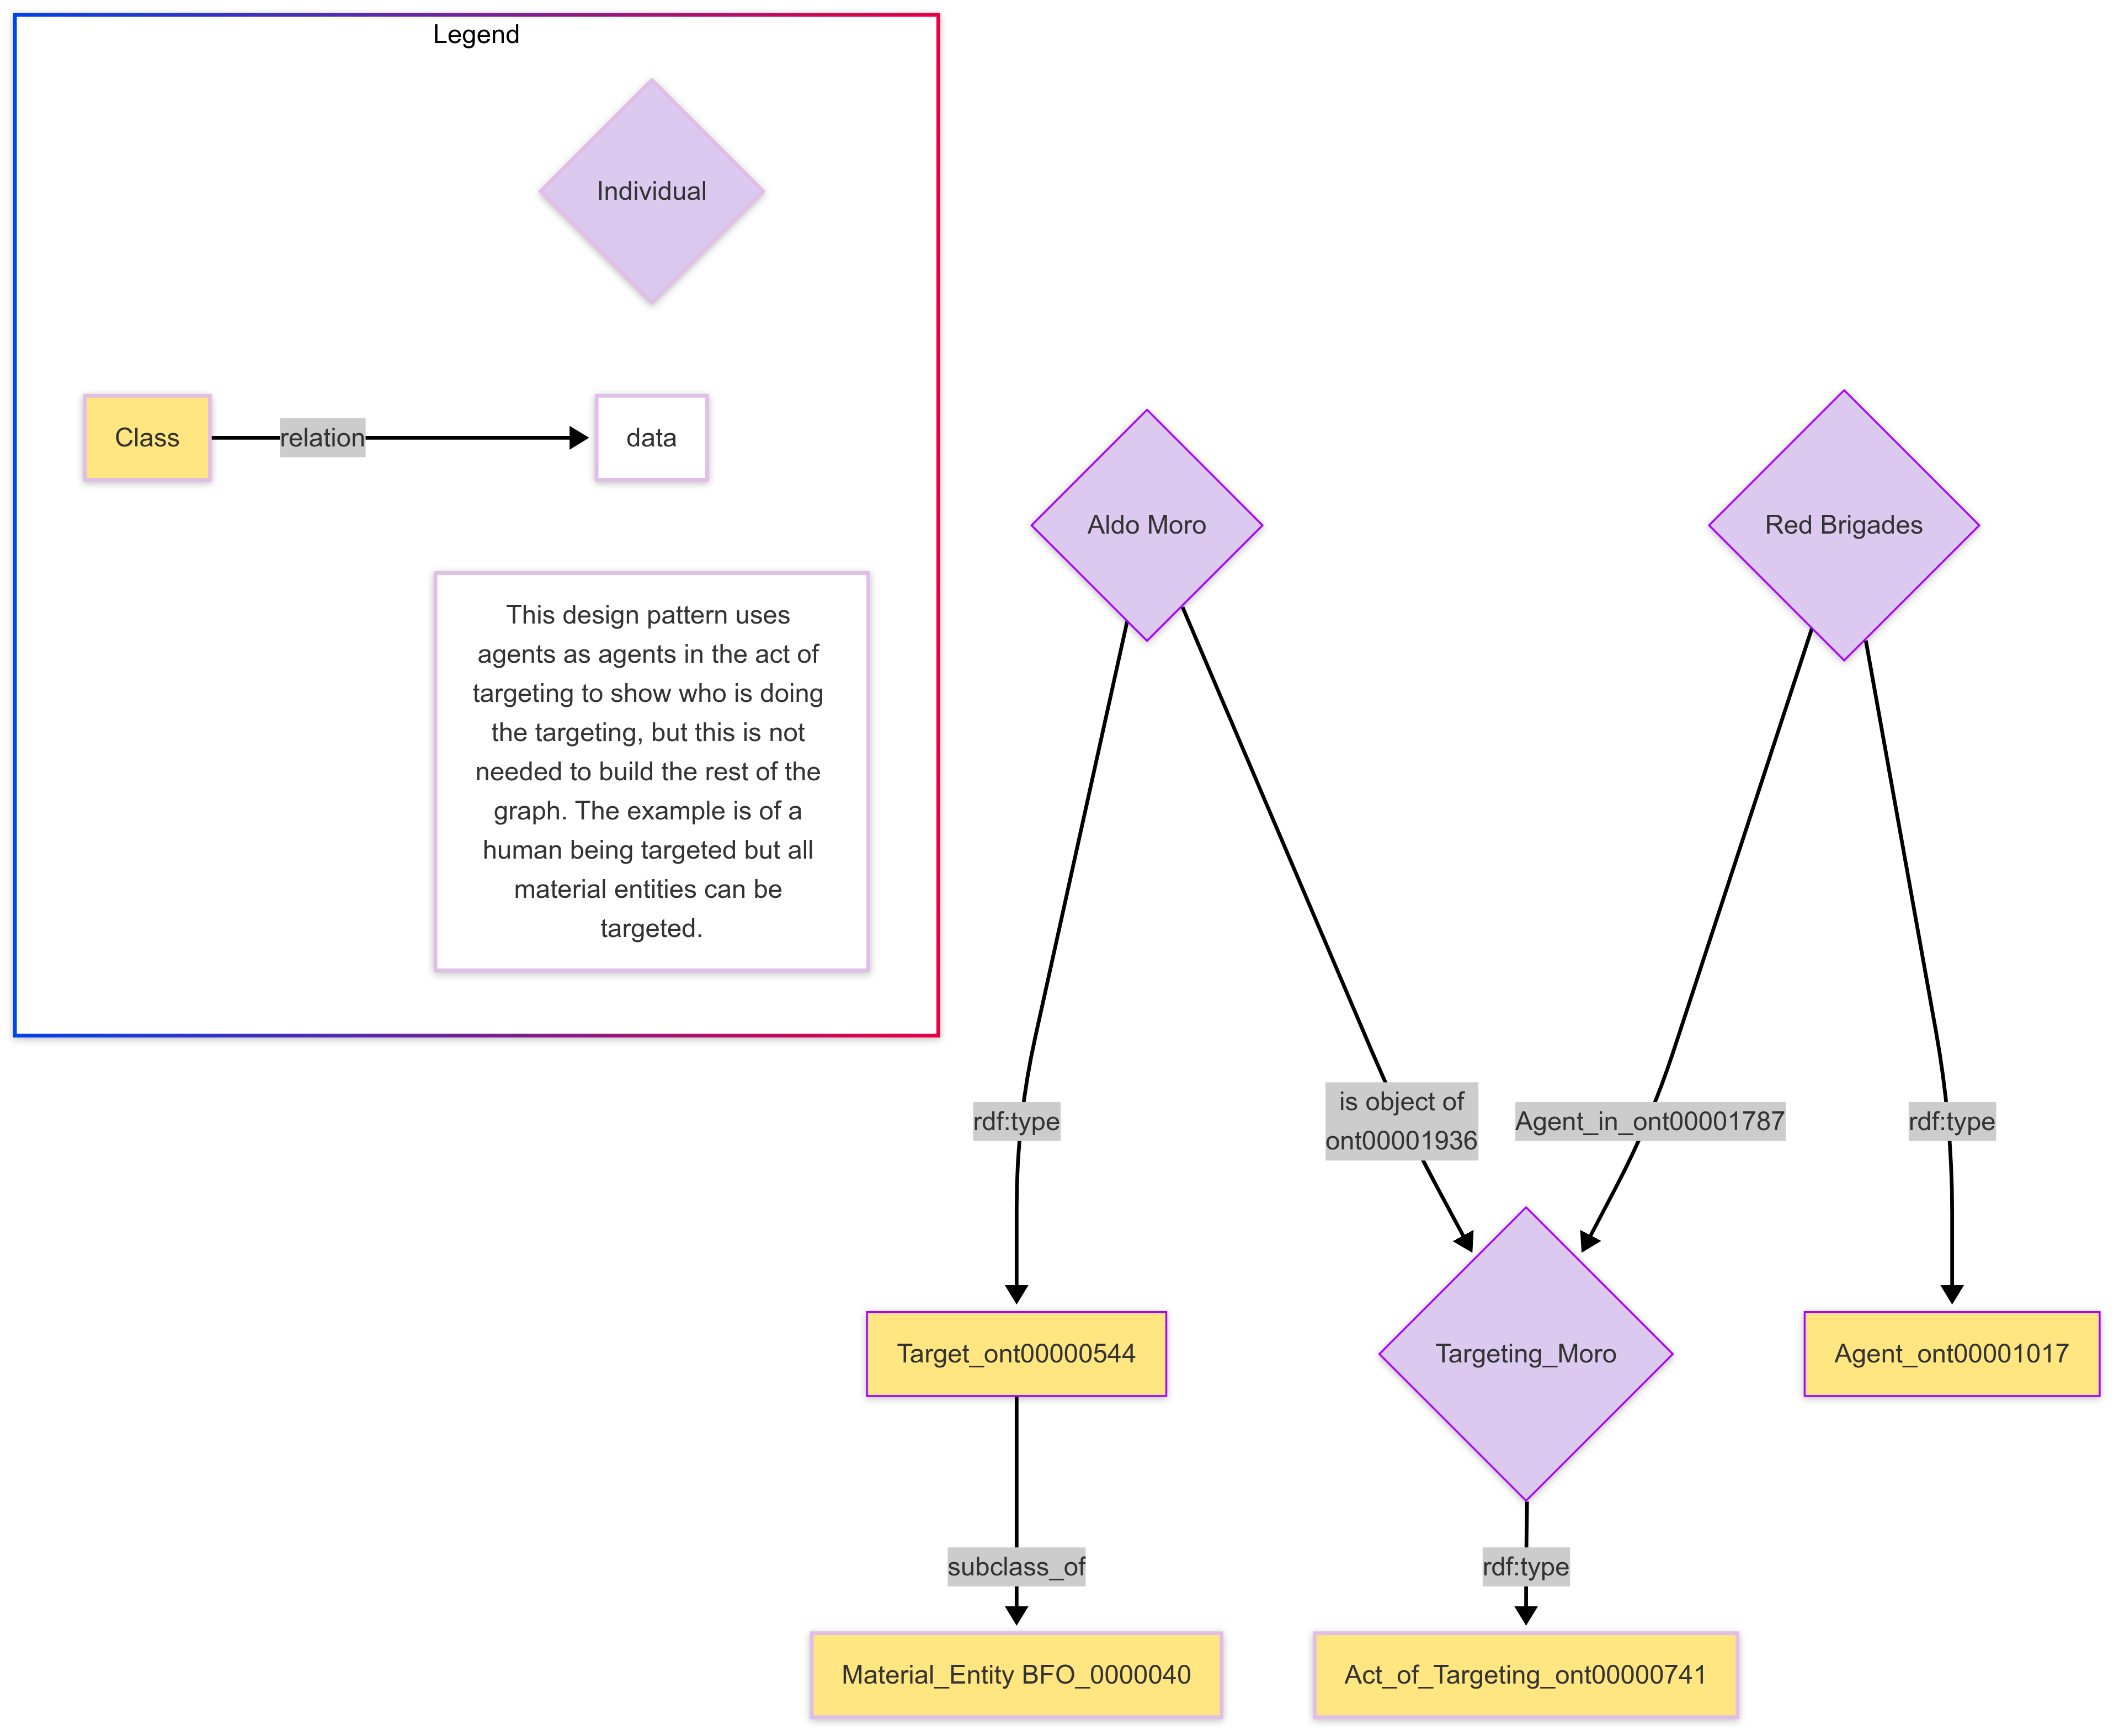 Legend
Individual
Class
relation
data
This design pattern uses
agents as agents in the act of
targeting to show who is doing
the targeting, but this is not
needed to build the rest of the
graph. The example is of a
human being targeted but all
material entities can be
targeted.
Aldo Moro
Red Brigades
rdf:type
is object of
ont00001936
Agent_in_ont00001787
rdf:type
Target_ont00000544
Targeting_Moro
Agent_ont00001017
subclass_of
rdf:type
Material_Entity BFO_0000040
Act_of_Targeting_ont00000741